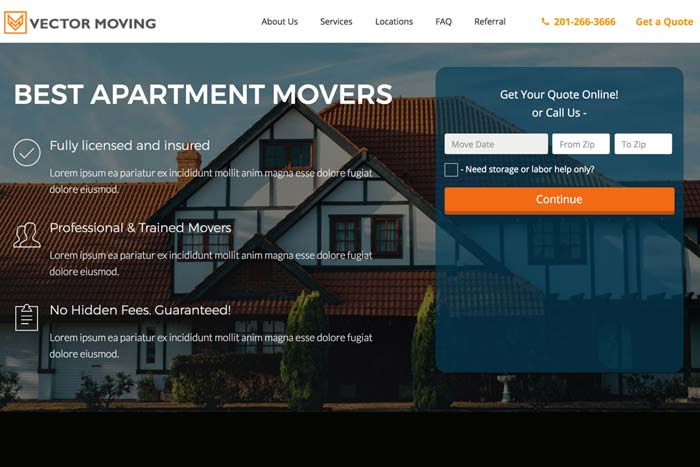 VECTOR MOVING
About Us Services Locations FAQ Referral 201-266-3666 Get a Quote
BEST APARTMENT MOVERS
Fully licensed and insured
Lorem ipsum ea pariatur ex incididunt mollit anim magna esse dolore fugiat
dolore eiusmod.
Professional & Trained Movers
Lorem ipsum ea pariatur ex incididunt mollit anim magna esse dolore fugiat
dolore eiusmod.
No Hidden Fees. Guaranteed!
Lorem ipsum ea pariatur ex incididunt mollit anim magna esse dolore fugiat
dolore eiusmod.
Get Your Quote Online!
or Call Us -
Move Date From Zip To Zip
- Need storage or labor help only?
Continue